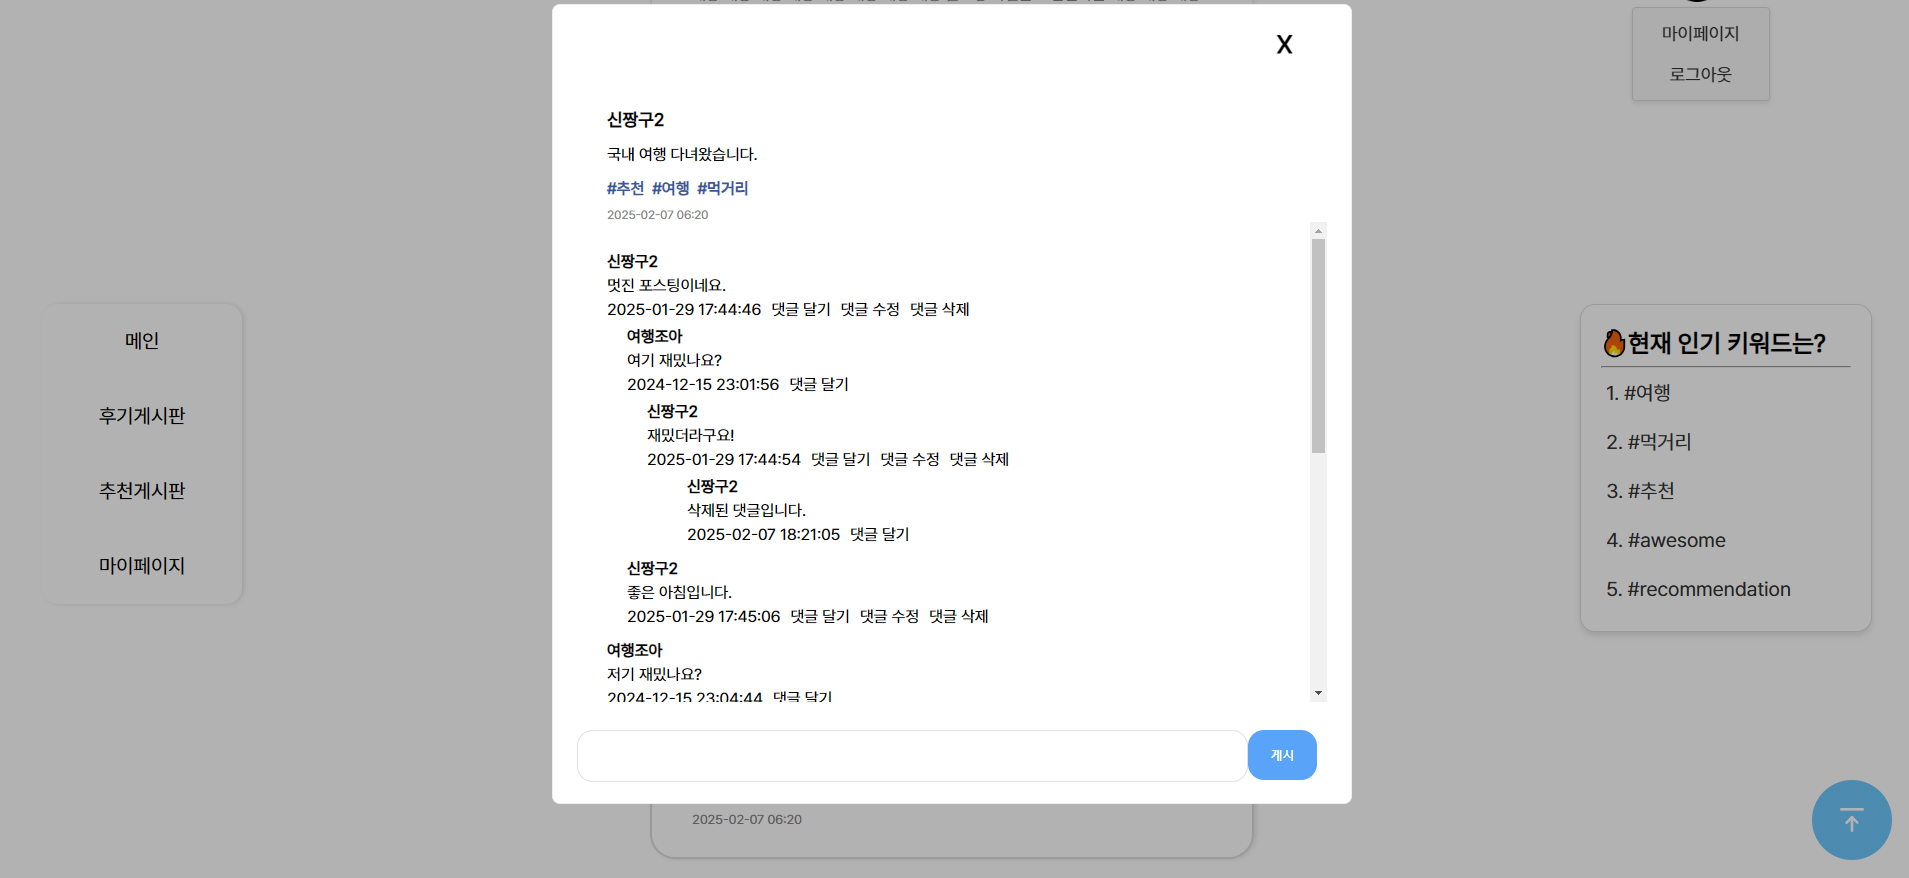 X
마이페이지
로그아웃
신짱구2
국내 여행 다녀왔습니다.
#추천 #여행 #먹거리
2025-02-07 06:20
신짱구2
멋진 포스팅이네요.
2025-01-29 17:44:46 댓글 달기 댓글 수정 댓글 삭제
여행조아
여기 재밌나요?
2024-12-15 23:01:56 댓글 달기
신짱구2
재밌더라구요!
2025-01-29 17:44:54 댓글 달기 댓글 수정 댓글 삭제
신짱구2
삭제된 댓글입니다.
2025-02-07 18:21:05 댓글 달기
신짱구2
좋은 아침입니다.
2025-01-29 17:45:06 댓글 달기 댓글 수정 댓글 삭제
여행조아
저기 재밌나요?
2024-12-15 23:04:44 댓글 달기
게시
2025-02-07 06:20
메인
후기게시판
추천게시판
마이페이지
현재 인기 키워드는?
1. #여행
2. #먹거리
3. #추천
4. #awesome
5. #recommendation